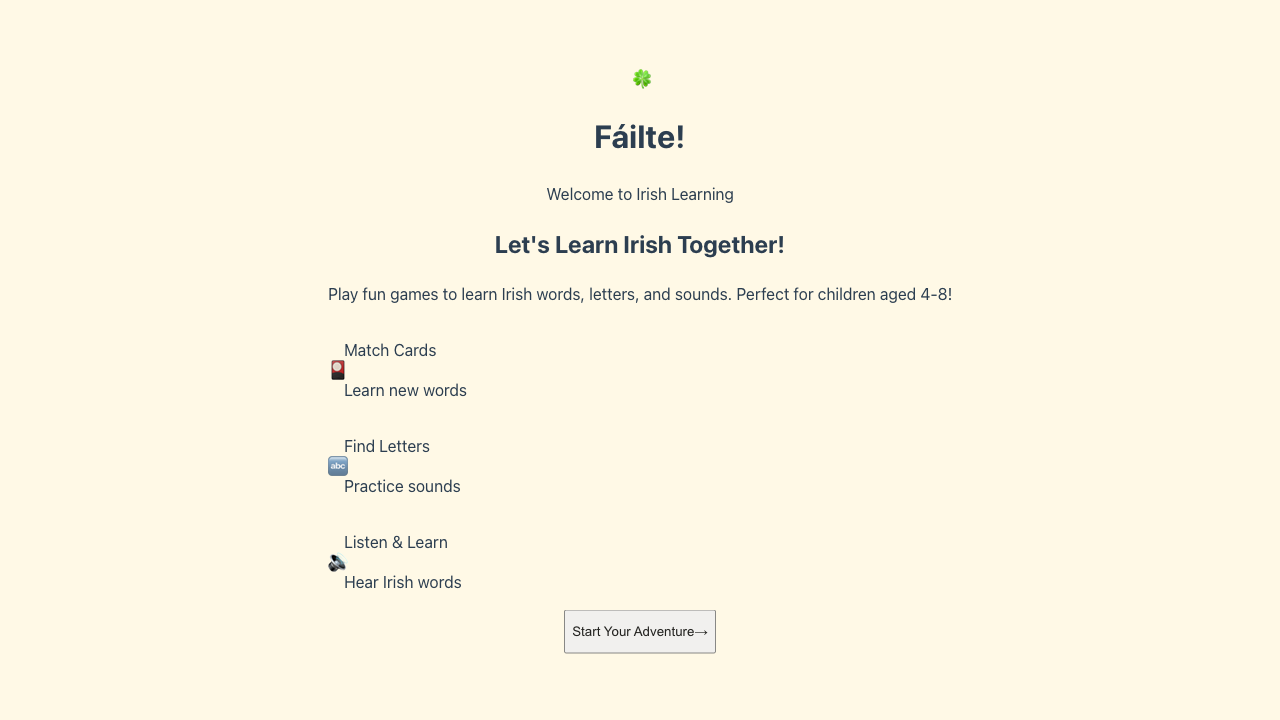 Fáilte!
Welcome to Irish Learning
Let's Learn Irish Together!
Play fun games to learn Irish words, letters, and sounds. Perfect for children aged 4-8!
Match Cards
Learn new words
Find Letters
abc
Practice sounds
Listen & Learn
Hear Irish words
Start Your Adventure→